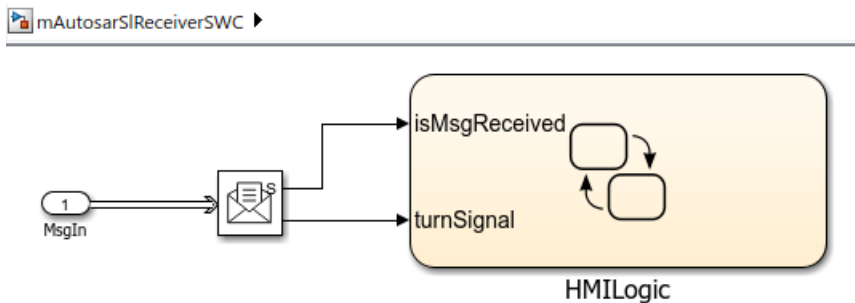 mAutosarSlReceiverSWC
isMsgReceived
S
1
MsgIn
turnSignal
HMILogic